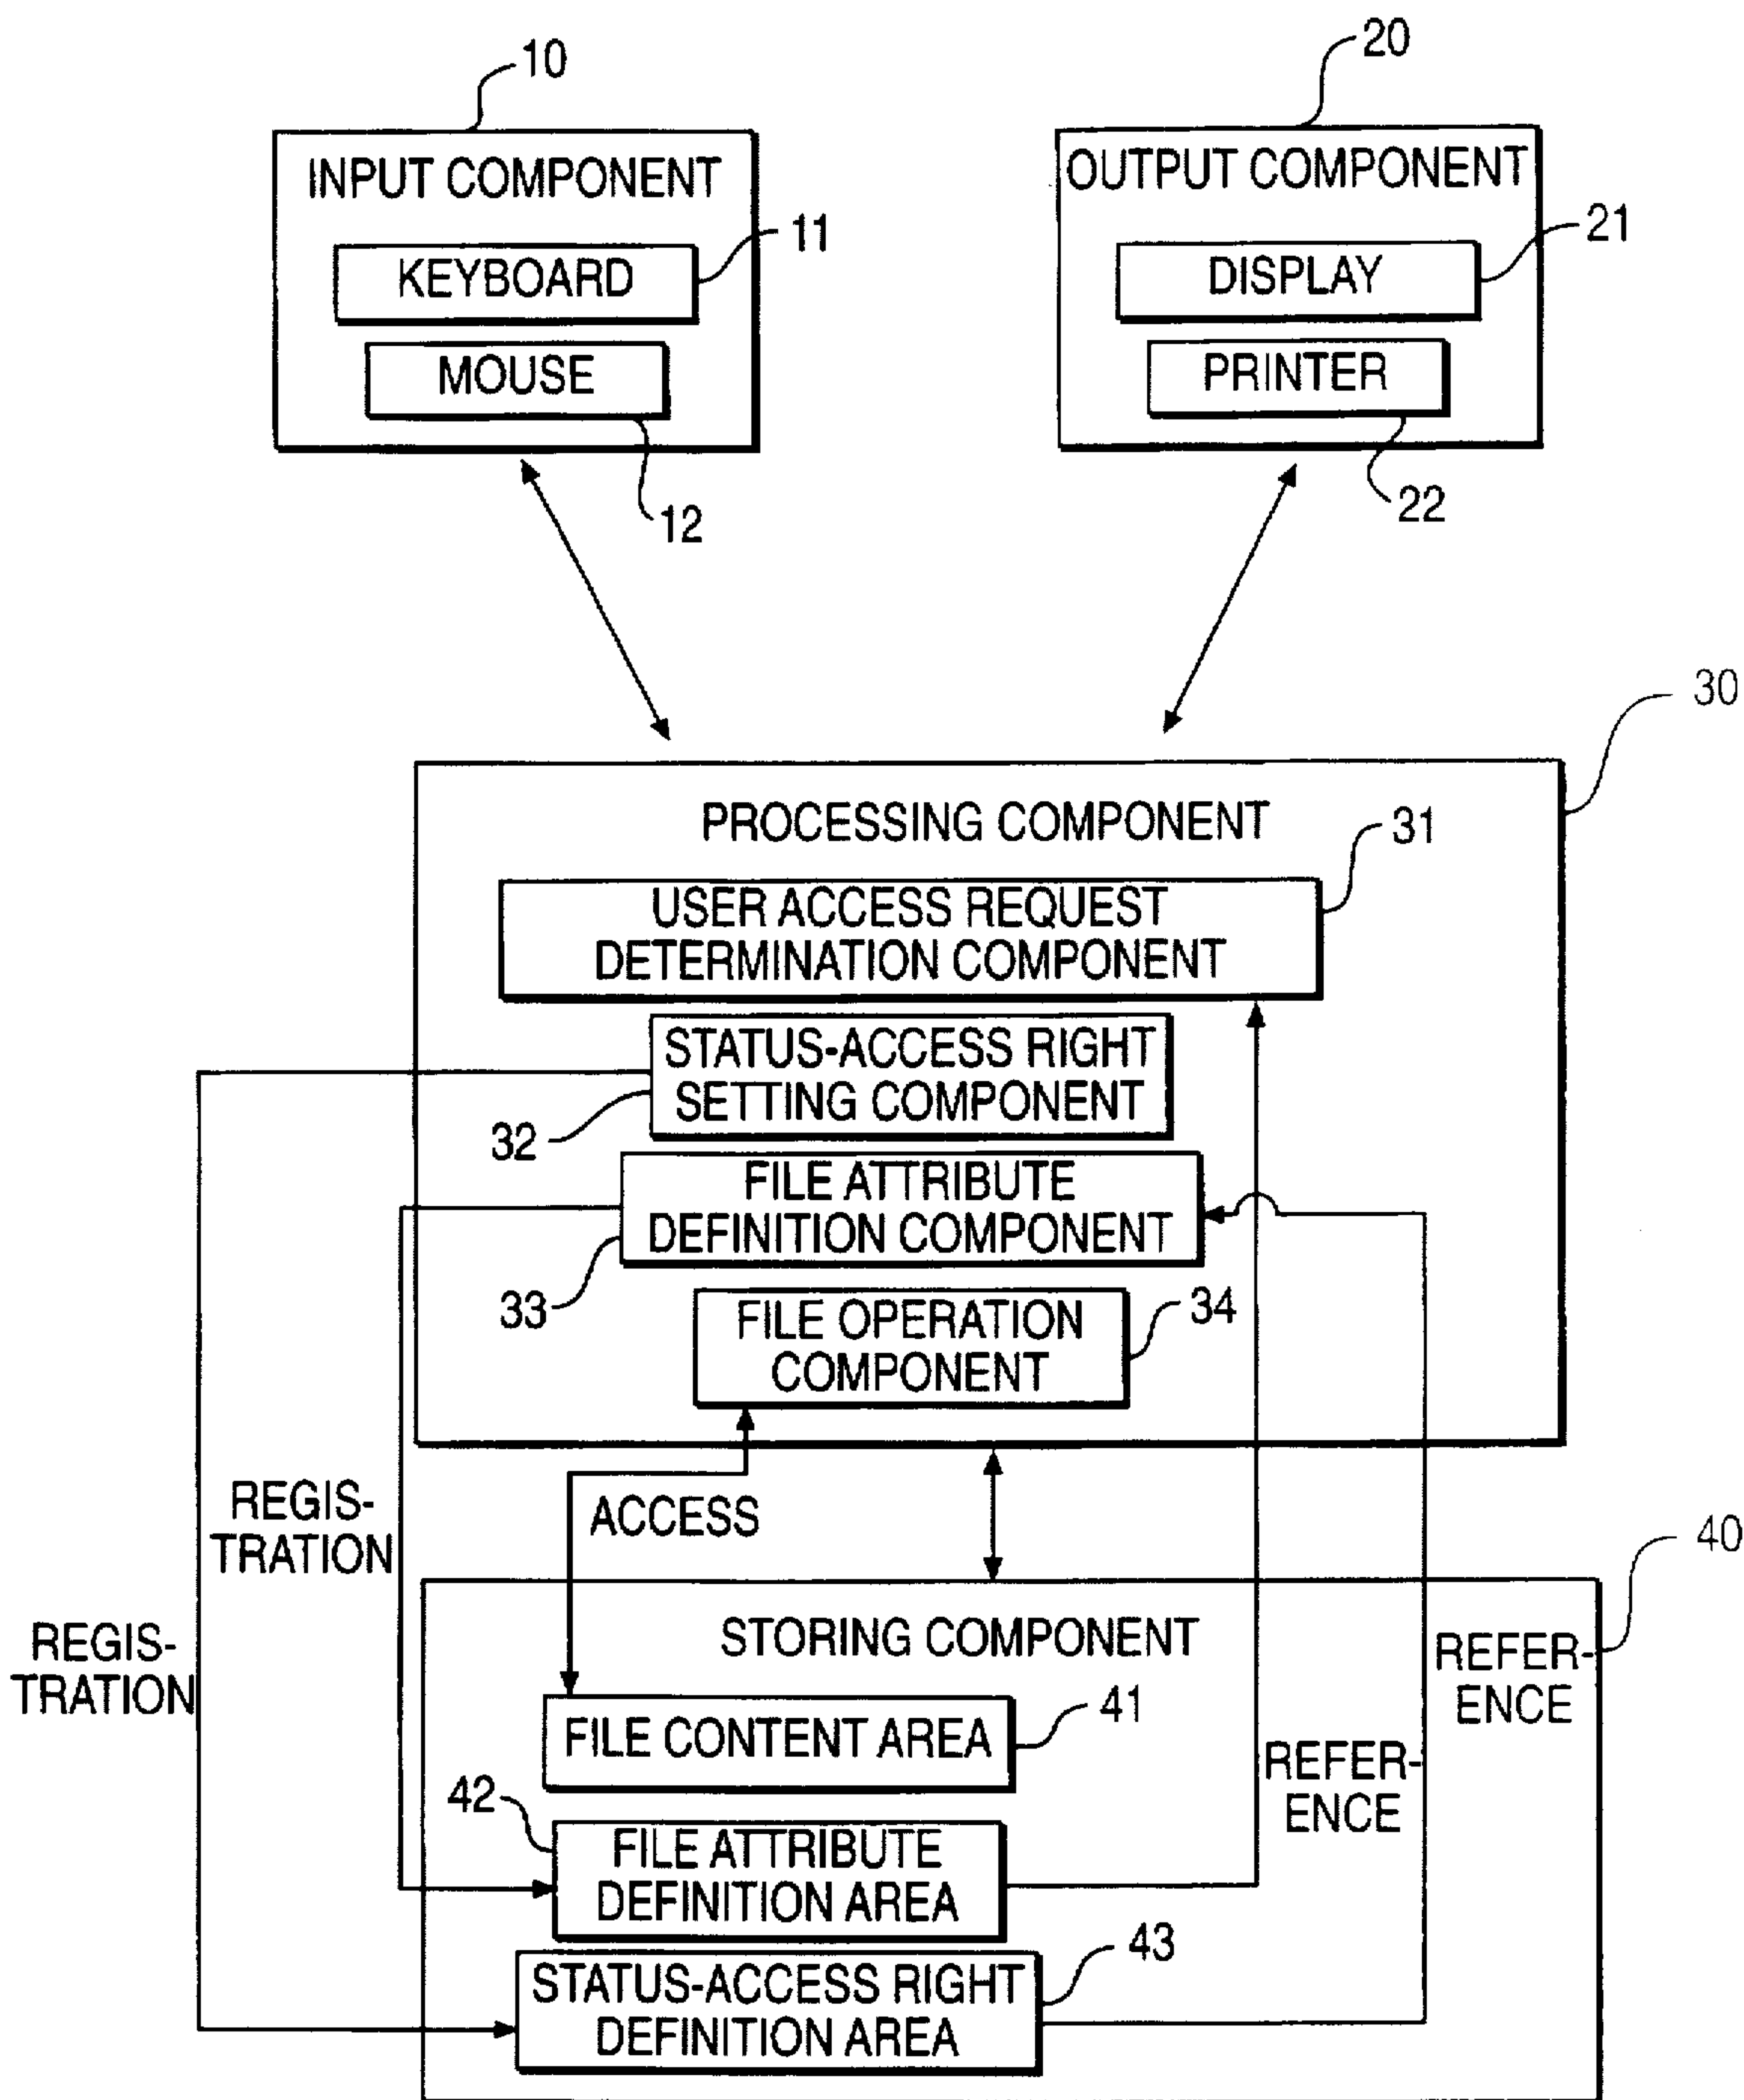 10
20
INPUT COMPONENT
KEYBOARD
11
MOUSE
12
OUTPUT COMPONENT
DISPLAY
21
PRINTER
22
30
PROCESSING COMPONENT
31
USER ACCESS REQUEST
DETERMINATION COMPONENT
STATUS-ACCESS RIGHT
SETTING COMPONENT
32
FILE ATTRIBUTE
DEFINITION COMPONENT
33
FILE OPERATION
COMPONENT
34
REGIS-
TRATION
ACCESS
40
REGIS-
TRATION
STORING COMPONENT
REFER-
ENCE
41
FILE CONTENT AREA
REFER-
ENCE
42
FILE ATTRIBUTE
DEFINITION AREA
43
STATUS-ACCESS RIGHT
DEFINITION AREA